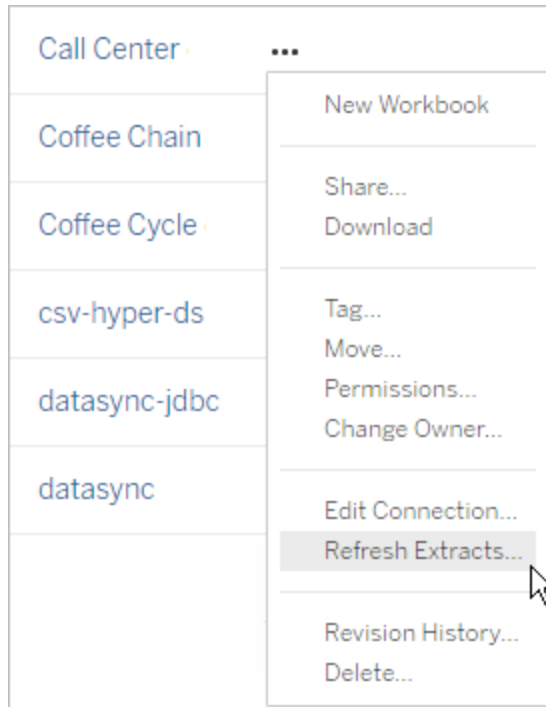 Call Center
Coffee Chain
Coffee Cycle
csv-hyper-ds
datasync-jdbc
datasync
New Workbook
Share...
Download
Tag...
Move...
Permissions...
Change Owner...
Edit Connection...
Refresh Extracts...
Revision History...
Delete...